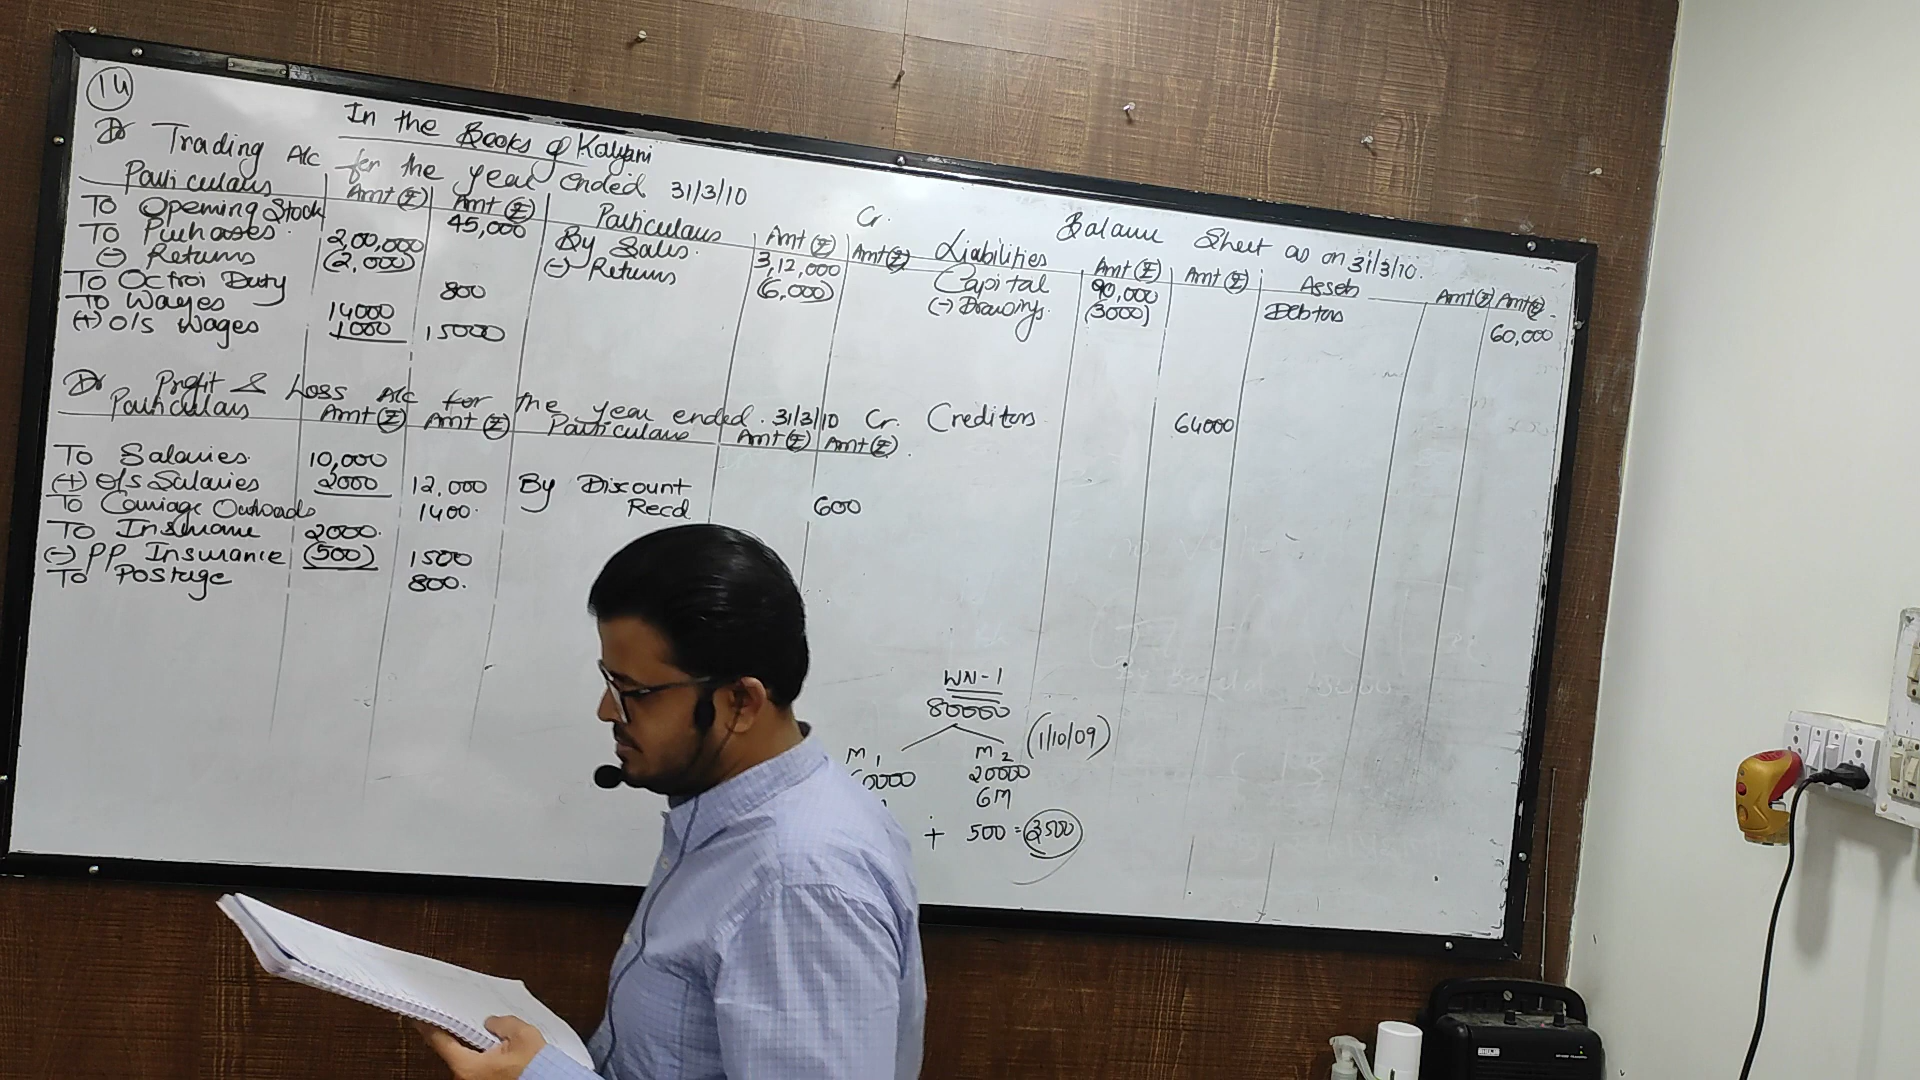 14
In the Books of Kalyani
Dr Trading A/c for the year ended 31/3/10 Cr.
Particulars Amt (₹) Amt (₹) Particulars Amt (₹) Amt (₹)
To Opening Stock 45,000 By Sales. 3,12,000
To Purchases. 2,00,000 (-) Returns (6,000)
(-) Returns (2,000)
To Octroi Duty 800
To Wages 14000
(+) O/s Wages 1000 15000
Dr Profit & Loss A/c for the year ended. 31/3/10 Cr.
Particulars Amt (₹) Amt (₹) Particulars Amt (₹) Amt (₹).
To Salaries. 10,000
(+) o/s Salaries 2000 12,000 By Discount
Recd 600
To Carriage Outwards 1400.
To Insurance 2000.
(-) PP Insurance (500) 1500
To Postage 800.
Balance Sheet as on 31/3/10.
Liabilities Amt (₹) Amt (₹) Assets Amt (₹) Amt (₹)
Capital 90,000 Debtors 60,000
(-) Drawings. (3000)
Creditors 64000
WN-1
80000
M1 M2 (1/10/09)
20000
6M
+ 500 = 3500